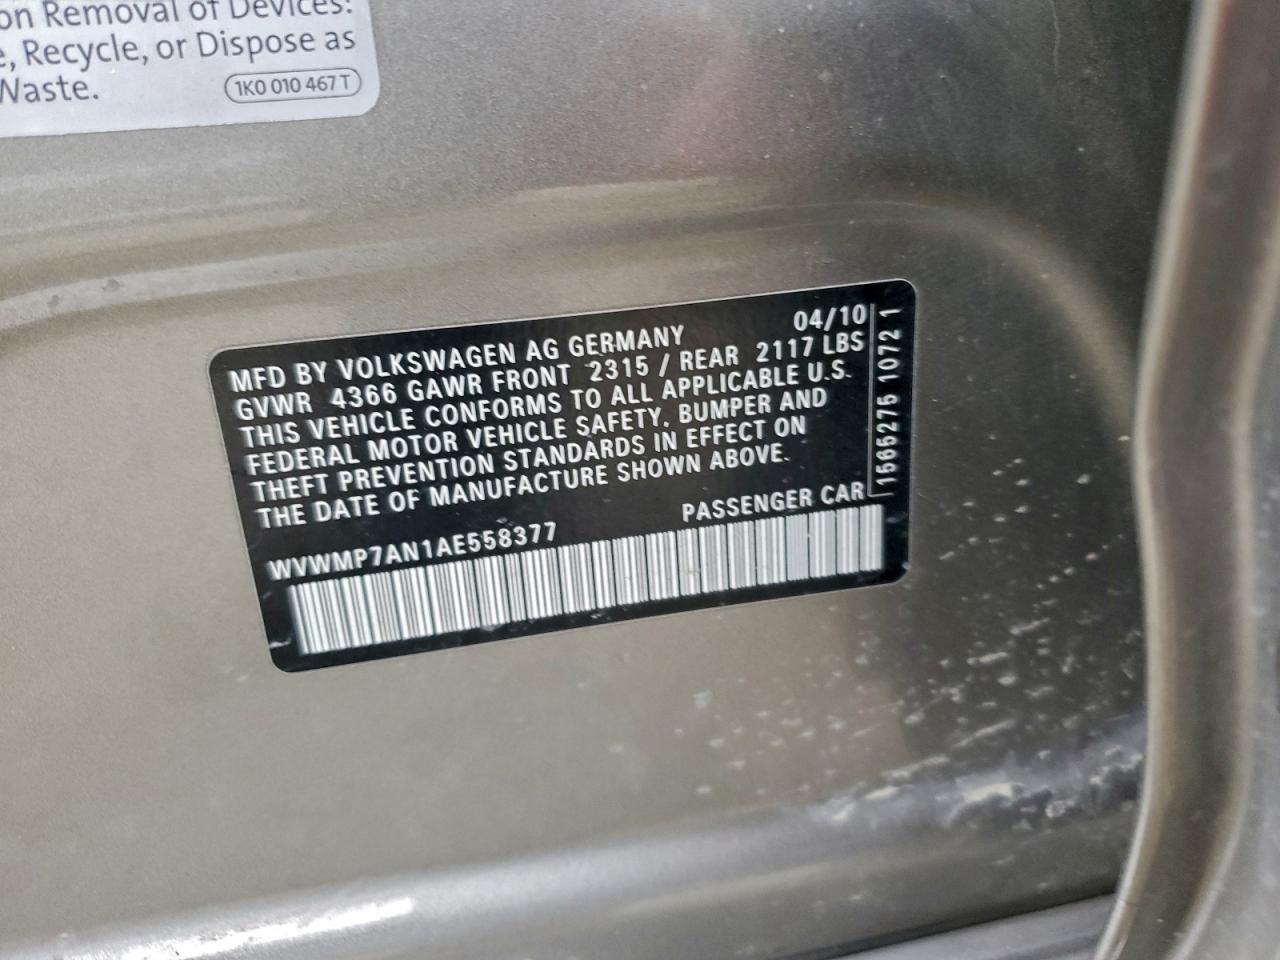 on Removal of Devices:
e, Recycle, or Dispose as
Waste.
1K0 010 467 T
04/10
MFD BY VOLKSWAGEN AG GERMANY
GVWR 4366 GAWR FRONT 2315 / REAR 2117 LBS
THIS VEHICLE CONFORMS TO ALL APPLICABLE U.S.
FEDERAL MOTOR VEHICLE SAFETY, BUMPER AND
THEFT PREVENTION STANDARDS IN EFFECT ON
THE DATE OF MANUFACTURE SHOWN ABOVE.
PASSENGER CAR
WVWMP7AN1AE558377
1565275 1072 1